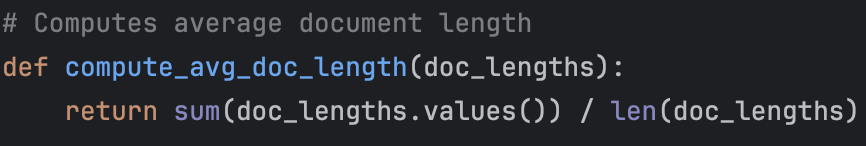 # Computes average document length
def compute_avg_doc_length(doc_lengths):
    return sum(doc_lengths.values()) / len(doc_lengths)